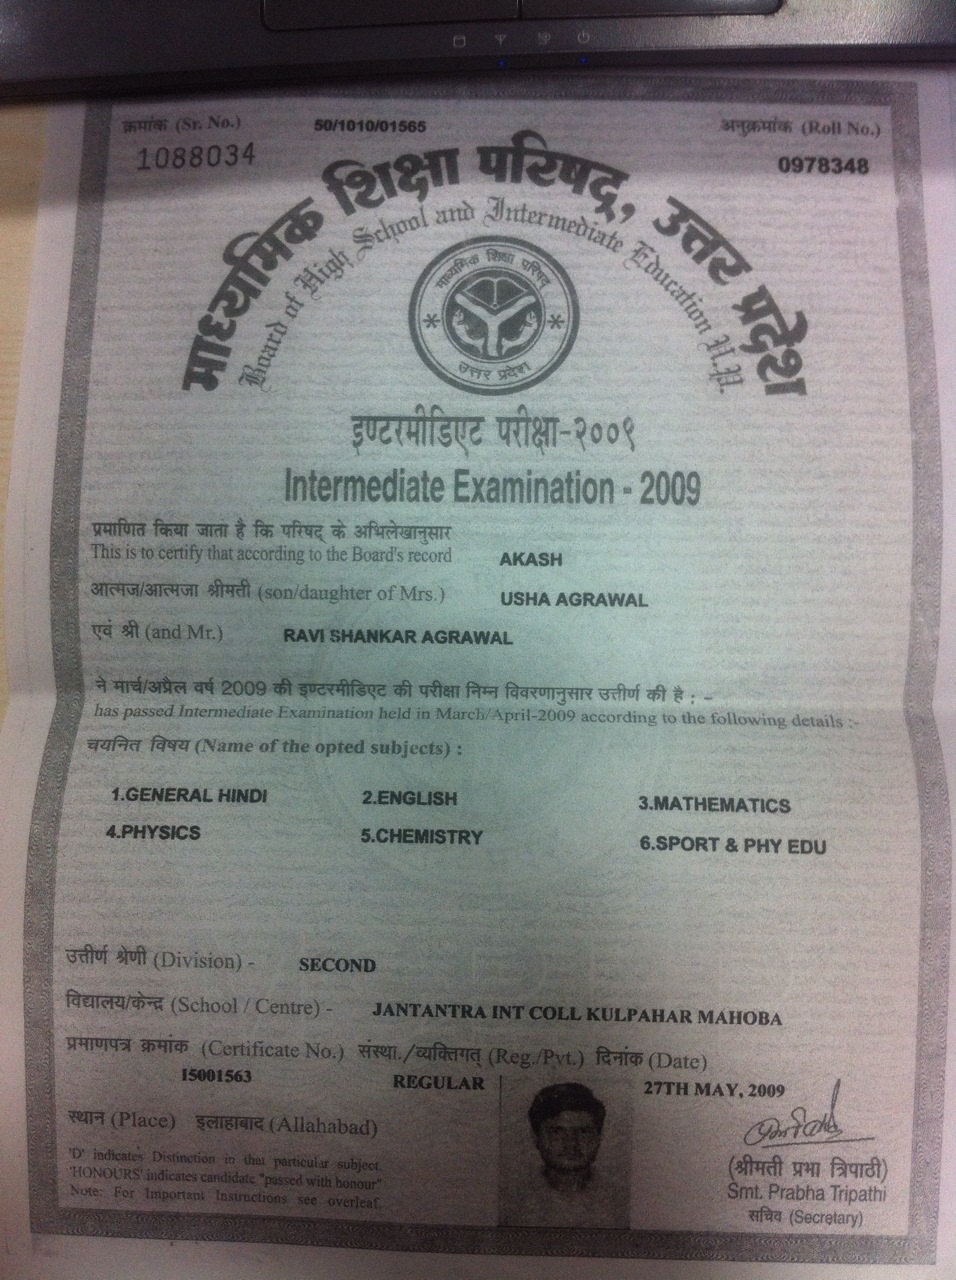 क्रमांक (Sr. No.) 50/1010/01565 अनुक्रमांक (Roll No.)
1088034 0978348
माध्यमिक शिक्षा परिषद्, उत्तर प्रदेश
Board of High School and Intermediate Education U.P.
माध्यमिक शिक्षा परिषद्
उत्तर प्रदेश
इण्टरमीडिएट परीक्षा-२००९
Intermediate Examination - 2009
प्रमाणित किया जाता है कि परिषद् के अभिलेखानुसार
This is to certify that according to the Board's record AKASH
आत्मज/आत्मजा श्रीमती (son/daughter of Mrs.) USHA AGRAWAL
एवं श्री (and Mr.) RAVI SHANKAR AGRAWAL
ने मार्च/अप्रैल वर्ष 2009 की इण्टरमीडिएट की परीक्षा निम्न विवरणानुसार उत्तीर्ण की है : -
has passed Intermediate Examination held in March/April-2009 according to the following details :-
चयनित विषय (Name of the opted subjects) :
1.GENERAL HINDI 2.ENGLISH 3.MATHEMATICS
4.PHYSICS 5.CHEMISTRY 6.SPORT & PHY EDU
उत्तीर्ण श्रेणी (Division) - SECOND
विद्यालय/केन्द्र (School / Centre) - JANTANTRA INT COLL KULPAHAR MAHOBA
प्रमाणपत्र क्रमांक (Certificate No.) संस्था./व्यक्तिगत् (Reg./Pvt.) दिनांक (Date)
15001563 REGULAR 27TH MAY, 2009
स्थान (Place) इलाहाबाद (Allahabad)
'D' indicates Distinction in that particular subject.
'HONOURS' indicates candidate "passed with honour"
Note: For Important Instructions see overleaf.
(श्रीमती प्रभा त्रिपाठी)
Smt. Prabha Tripathi
सचिव (Secretary)